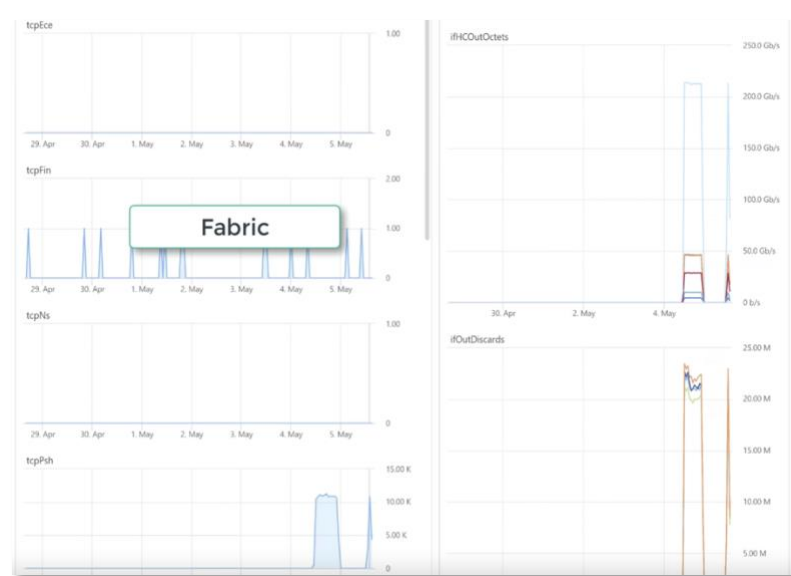 tcpEce
1.00
0
29. Apr 30. Apr 1. May 2. May 3. May 4. May 5. May
tcpFin
2.00
1.00
Fabric
0
29. Apr 30. Apr 1. May 2. May 3. May 4. May 5. May
tcpNs
1.00
0
29. Apr 30. Apr 1. May 2. May 3. May 4. May 5. May
tcpPsh
15.00 K
10.00 K
5.00 K
0
ifHCOutOctets
250.0 Gb/s
200.0 Gb/s
150.0 Gb/s
100.0 Gb/s
50.0 Gb/s
0 b/s
30. Apr 2. May 4. May
ifOutDiscards
25.00 M
20.00 M
15.00 M
10.00 M
5.00 M